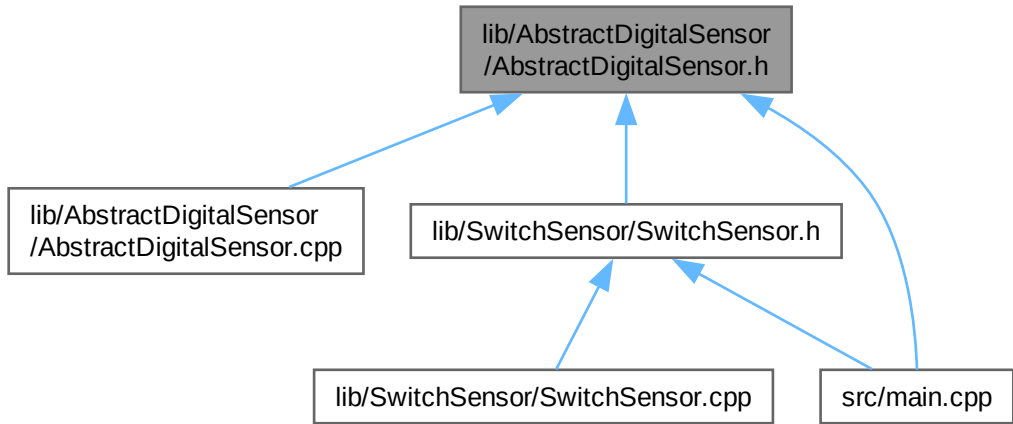 lib/AbstractDigitalSensor
/AbstractDigitalSensor.h
lib/AbstractDigitalSensor
/AbstractDigitalSensor.cpp
lib/SwitchSensor/SwitchSensor.h
lib/SwitchSensor/SwitchSensor.cpp
src/main.cpp